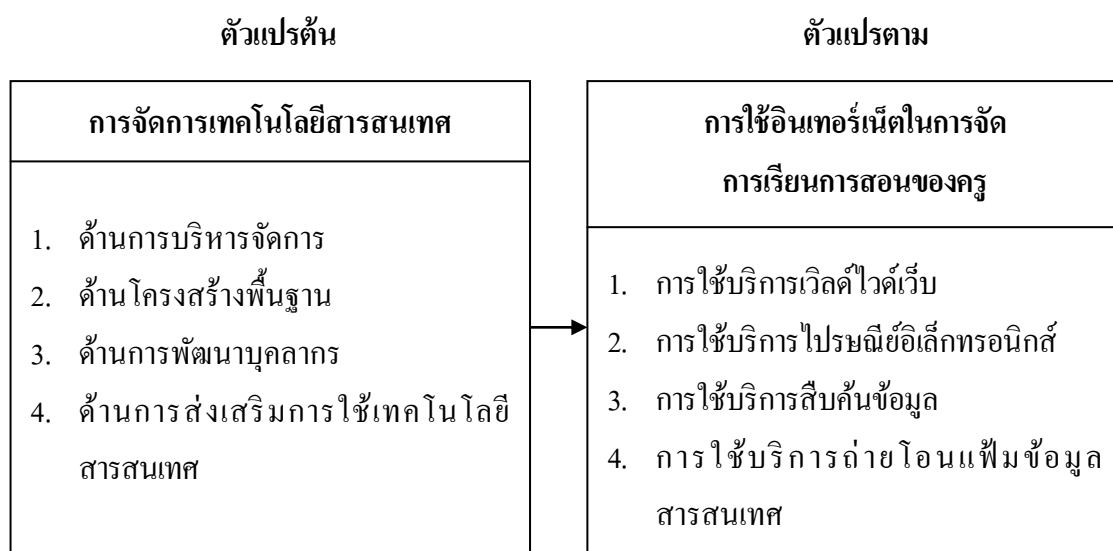 ตัวแปรต้น
การจัดการเทคโนโลยีสารสนเทศ
1. ด้านการบริหารจัดการ
2. ด้านโครงสร้างพื้นฐาน
3. ด้านการพัฒนาบุคลากร
4. ด้านการส่งเสริมการใช้เทคโนโลยี
สารสนเทศ
ตัวแปรตาม
การใช้อินเทอร์เน็ตในการจัด
การเรียนการสอนของครู
1. การใช้บริการเวิลด์ไวด์เว็บ
2. การใช้บริการไปรษณีย์อิเล็กทรอนิกส์
3. การใช้บริการสืบค้นข้อมูล
4. การใช้บริการถ่ายโอนแฟ้มข้อมูล
สารสนเทศ